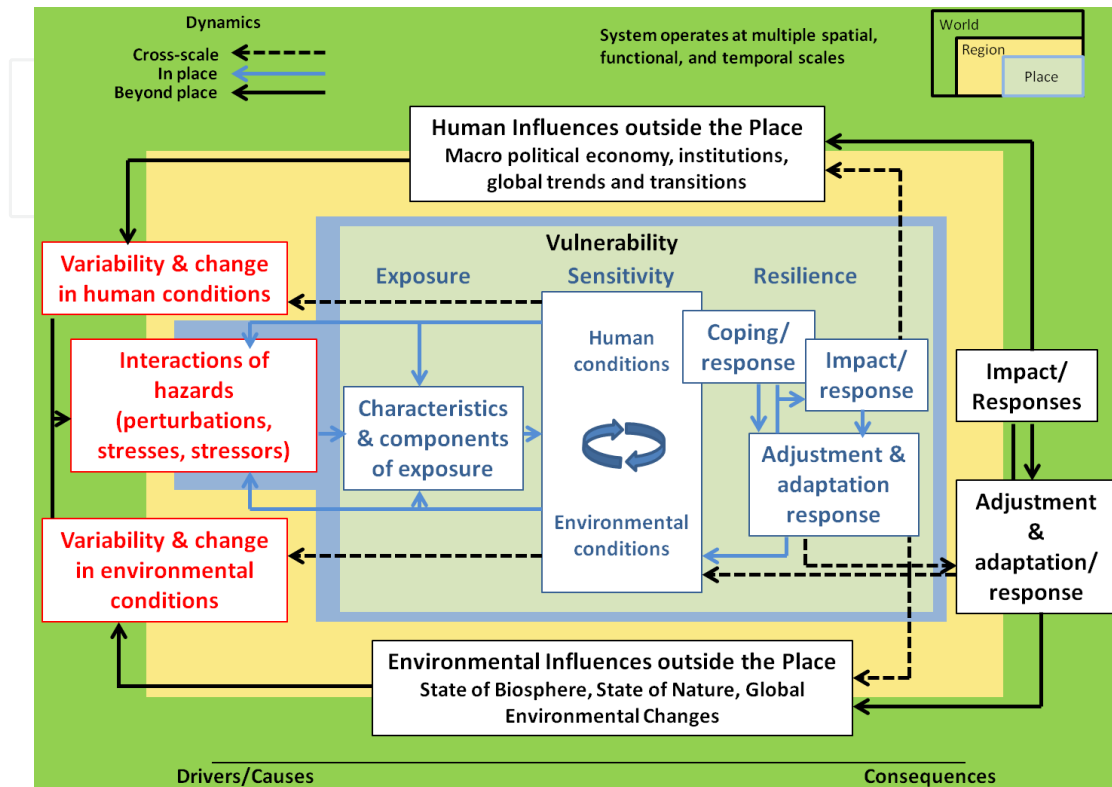 Dynamics
Cross-scale
In place
Beyond place
System operates at multiple spatial,
functional, and temporal scales
World
Region
Place
Human Influences outside the Place
Macro political economy, institutions,
global trends and transitions
Variability & change
in human conditions
Interactions of
hazards
(perturbations,
stresses, stressors)
Variability & change
in environmental
conditions
Vulnerability
Exposure
Sensitivity
Resilience
Characteristics
& components
of exposure
Human
conditions
Environmental
conditions
Coping/
response
Impact/
response
Adjustment &
adaptation
response
Impact/
Responses
Adjustment
&
adaptation/
response
Environmental Influences outside the Place
State of Biosphere, State of Nature, Global
Environmental Changes
Drivers/Causes
Consequences